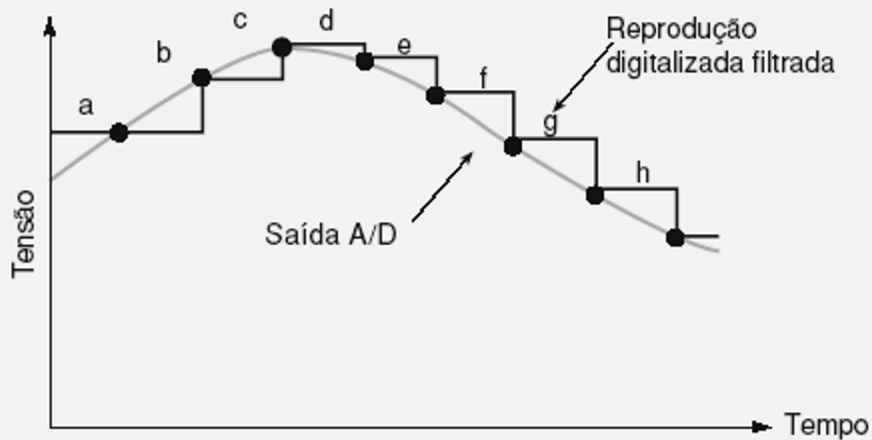 a
b
c
d
e
f
g
h
Reprodução
digitalizada filtrada
Saída A/D
Tensão
Tempo